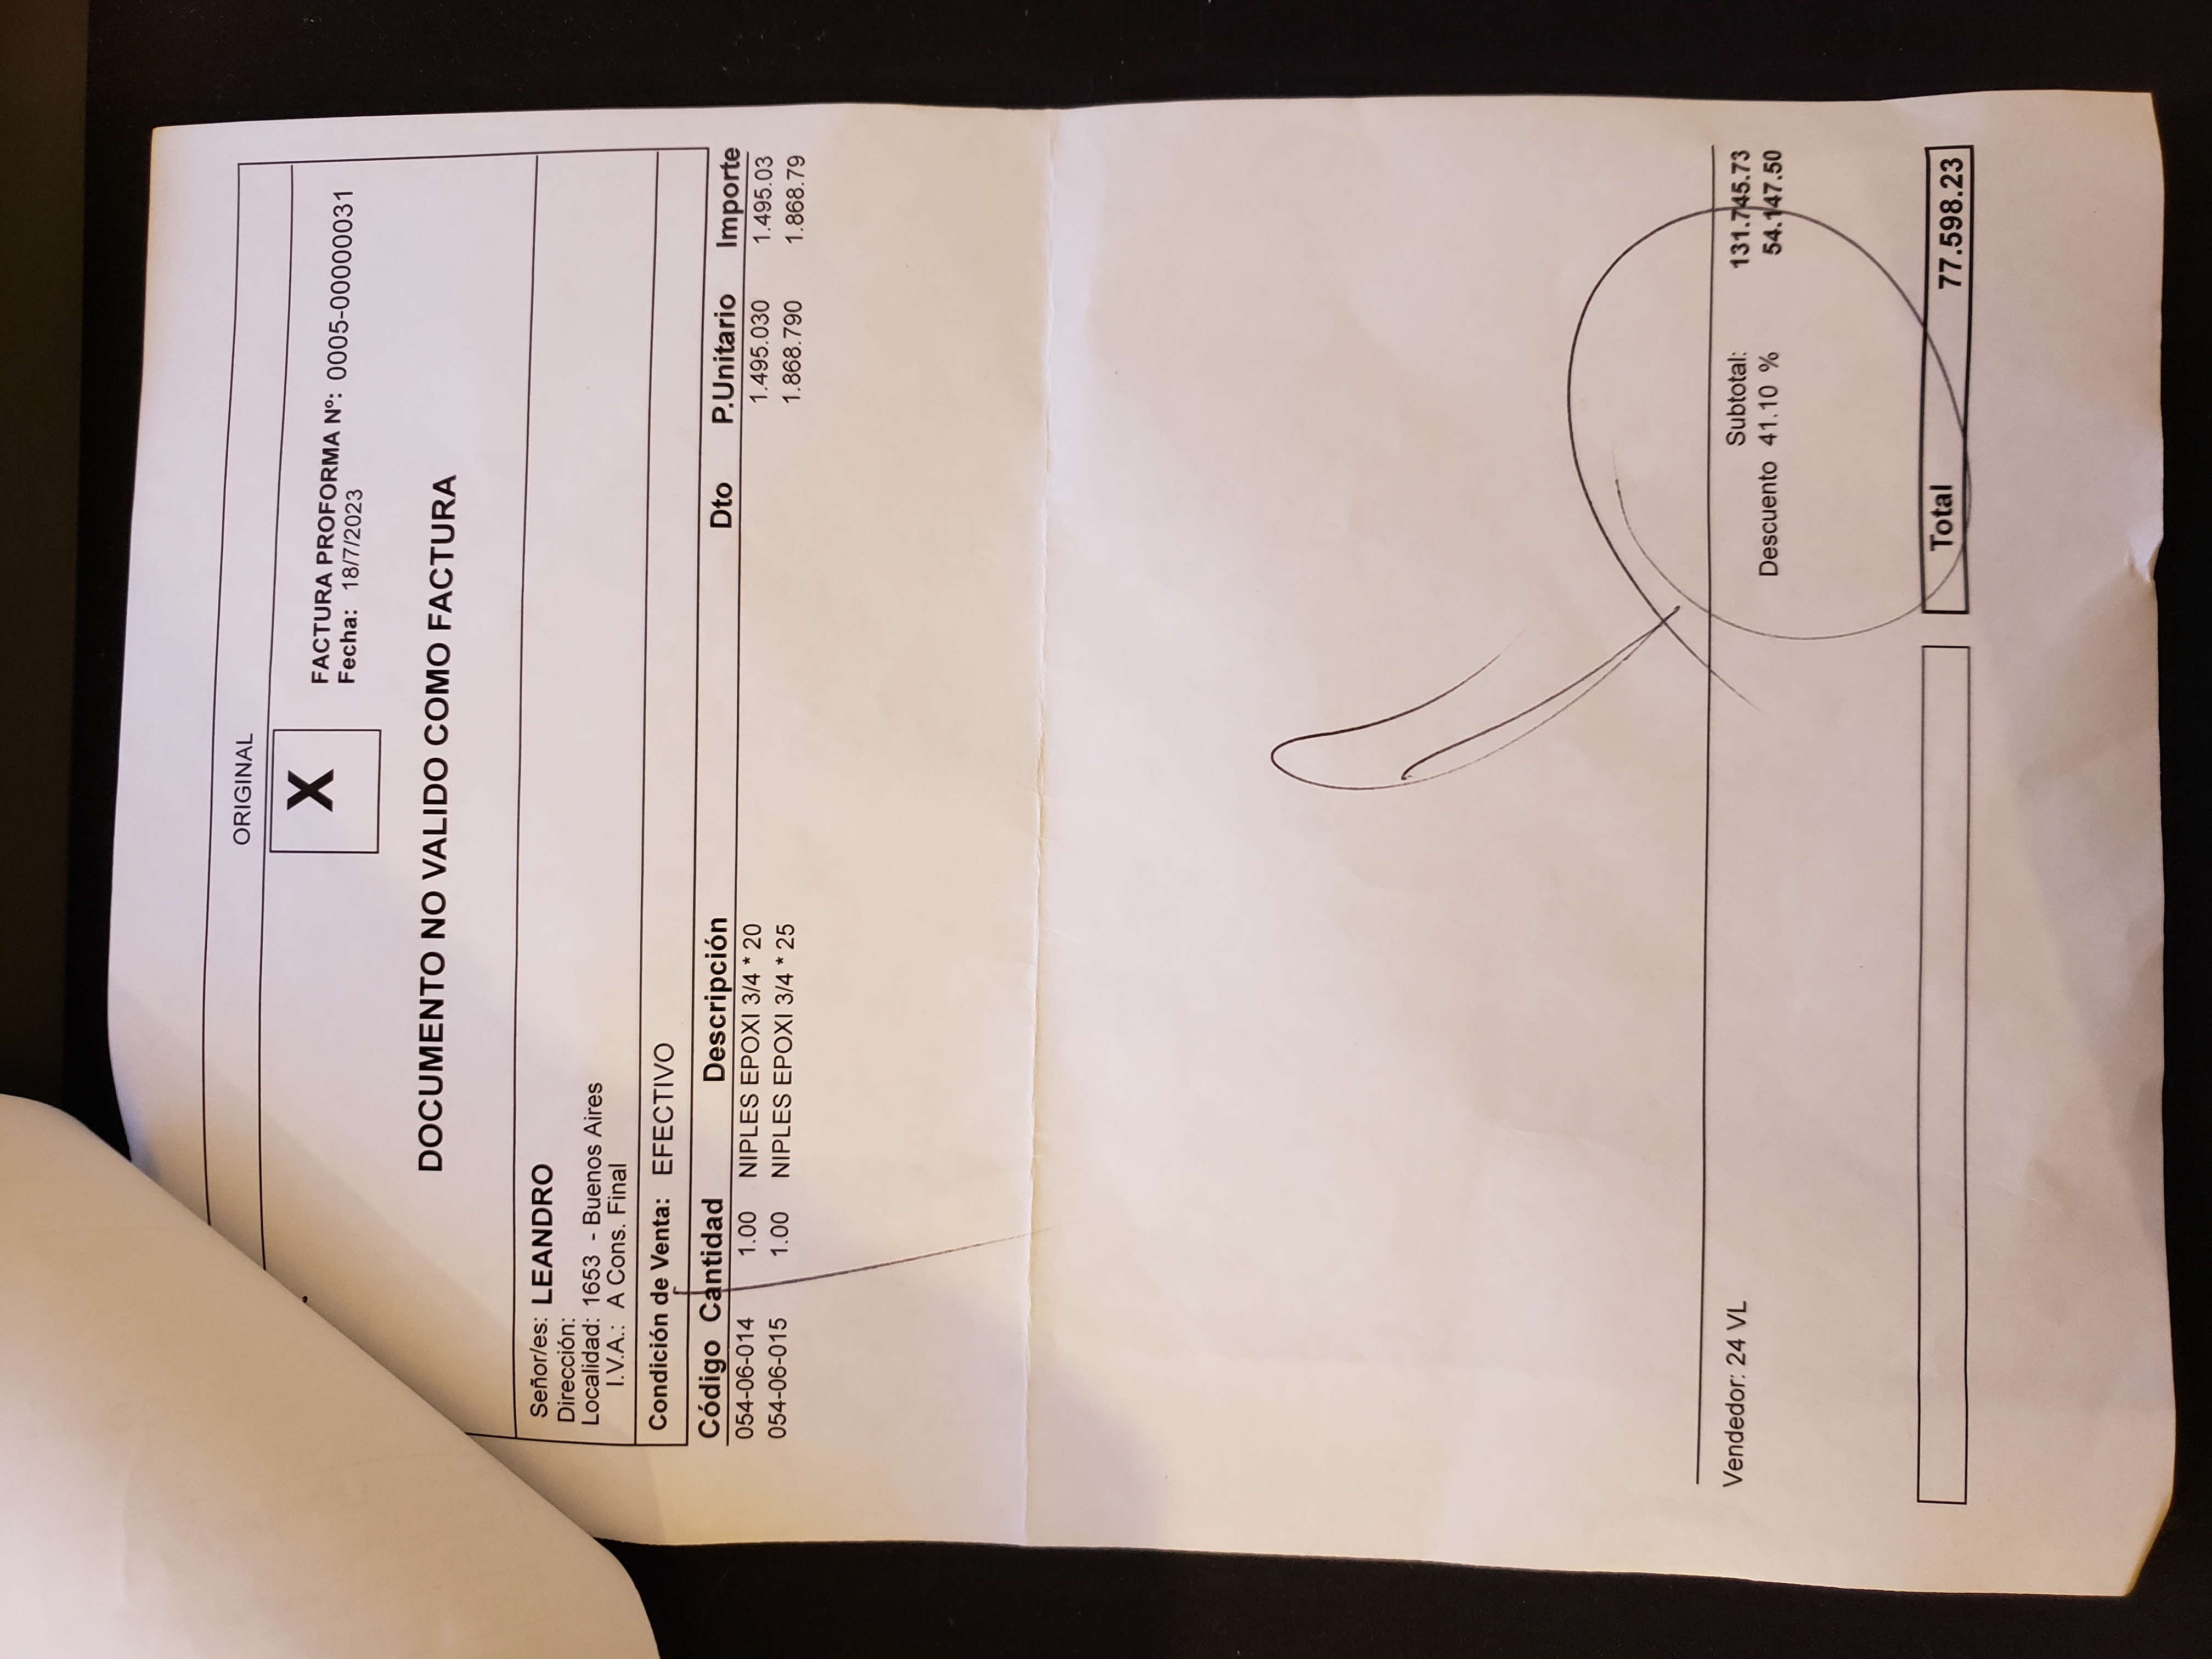 ORIGINAL
X
FACTURA PROFORMA Nº: 0005-00000031
Fecha: 18/7/2023
DOCUMENTO NO VALIDO COMO FACTURA
Señor/es: LEANDRO
Dirección:
Localidad: 1653 - Buenos Aires
I.V.A.: A Cons. Final
Condición de Venta: EFECTIVO
Código Cantidad Descripción Dto P.Unitario Importe
054-06-014 1.00 NIPLES EPOXI 3/4 * 20 1.495.030 1.495.03
054-06-015 1.00 NIPLES EPOXI 3/4 * 25 1.868.790 1.868.79
Vendedor: 24 VL Subtotal: 131.745.73
Descuento 41.10 % 54.147.50
Total 77.598.23